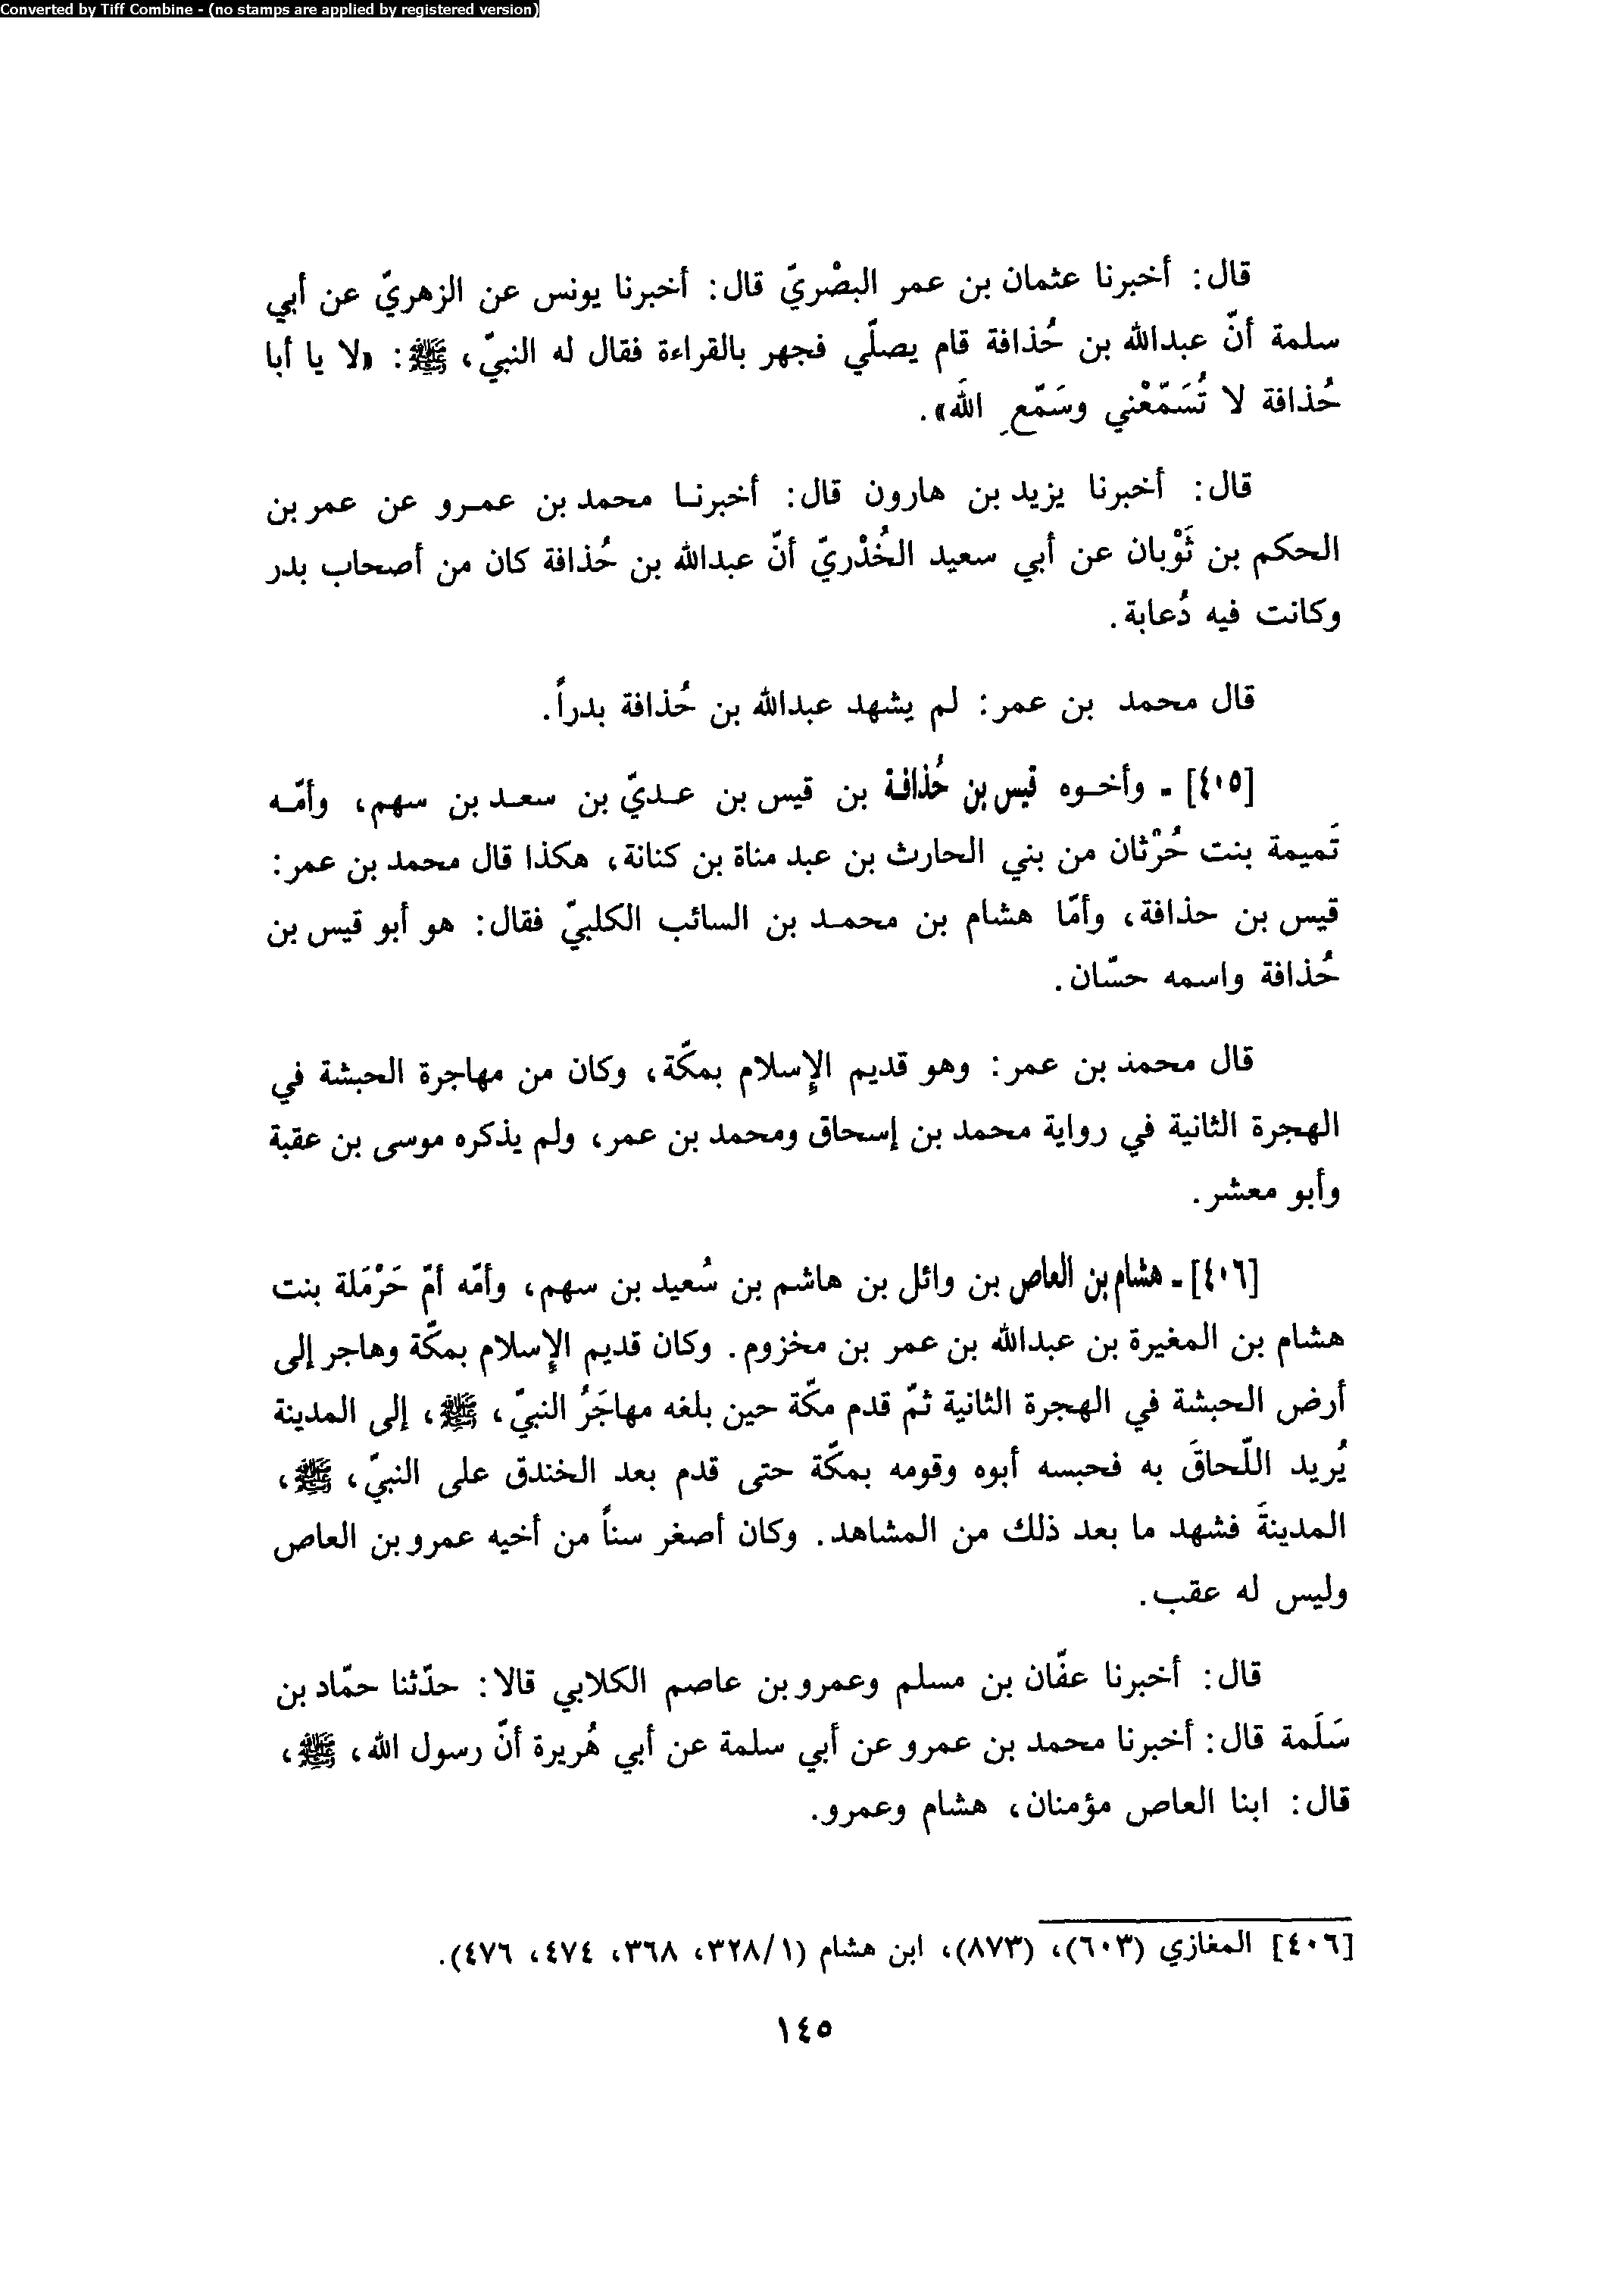 Converted by Tiff Combine - (no stamps are applied by registered version)
قال: أخبرنا عثمان بن عمر البصْريّ قال: أخبرنا يونس عن الزهريّ عن أبي
سلمة أنّ عبدالله بن حُذافة قام يصلّي فجهر بالقراءة فقال له النبيّ، ﷺ: «لا يا أبا
حُذافة لا تُسَمّعْني وسَمّعِ الله».
قال: أخبرنا يزيد بن هارون قال: أخبرنـا محمد بن عمـرو عن عمر بن
الحكم بن ثَوْبان عن أبي سعيد الخُدْريّ أنّ عبدالله بن حُذافة كان من أصحاب بدر
وكانت فيه دُعابة.
قال محمد بن عمر: لم يشهد عبدالله بن حُذافة بدراً.
[٤٠٥] - وأخـوه قيس بن حُذافـة بن قيس بن عـديّ بن سعـد بن سهم، وأمّـه
تَميمة بنت حُرْثان من بني الحارث بن عبد مناة بن كنانة، هكذا قال محمد بن عمر:
قيس بن حذافة، وأمّا هشام بن محمـد بن السائب الكلبيّ فقال: هو أبو قيس بن
حُذافة واسمه حسّان.
قال محمد بن عمر: وهو قديم الإسلام بمكّة، وكان من مهاجرة الحبشة في
الهجرة الثانية في رواية محمد بن إسحاق ومحمد بن عمر، ولم يذكره موسى بن عقبة
وأبو معشر.
[٤٠٦] - هشام بن العاص بن وائل بن هاشم بن سُعيد بن سهم، وأمّه أمّ حَرْمَلة بنت
هشام بن المغيرة بن عبدالله بن عمر بن مخزوم. وكان قديم الإسلام بمكّة وهاجر إلى
أرض الحبشة في الهجرة الثانية ثمّ قدم مكّة حين بلغه مهاجَرُ النبيّ، ﷺ، إلى المدينة
يُريد اللّحاقَ به فحبسه أبوه وقومه بمكّة حتى قدم بعد الخندق على النبيّ، ﷺ،
المدينةَ فشهد ما بعد ذلك من المشاهد. وكان أصغر سناً من أخيه عمرو بن العاص
وليس له عقب.
قال: أخبرنا عفّان بن مسلم وعمرو بن عاصم الكلابي قالا: حدّثنا حمّاد بن
سَلَمة قال: أخبرنا محمد بن عمرو عن أبي سلمة عن أبي هُريرة أنّ رسول الله، ﷺ،
قال: ابنا العاص مؤمنان، هشام وعمرو.
[٤٠٦] المغازي (٦٠٣)، (٨٧٣)، ابن هشام (١/ ٣٢٨، ٣٦٨، ٤٧٤، ٤٧٦).
١٤٥